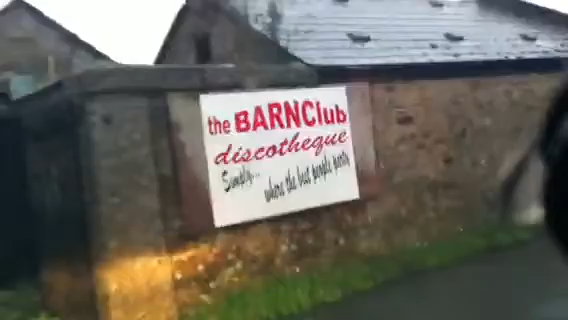 the BARNClub
discotheque
Simply...
where the best people party